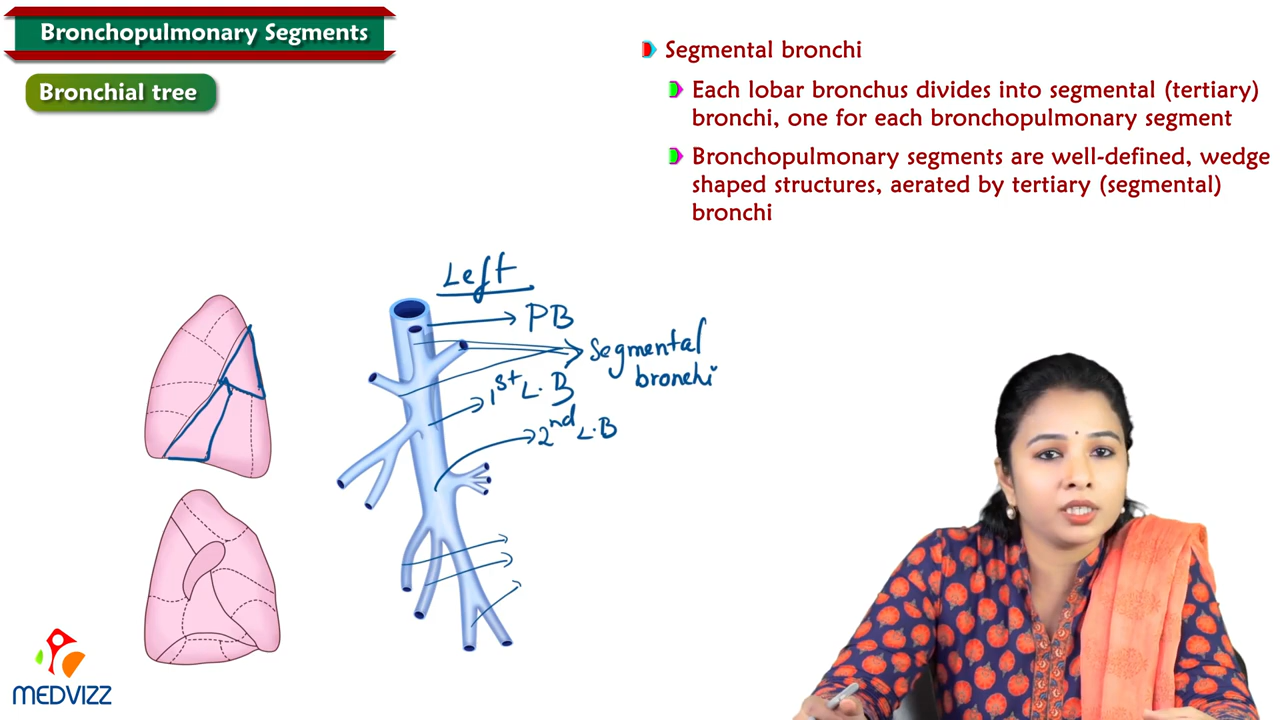 Bronchopulmonary Segments
Bronchial tree
Segmental bronchi
Each lobar bronchus divides into segmental (tertiary)
bronchi, one for each bronchopulmonary segment
Bronchopulmonary segments are well-defined, wedge
shaped structures, aerated by tertiary (segmental)
bronchi
Left
PB
Segmental
bronchi
1st L.B
2nd L.B
MEDVIZZ